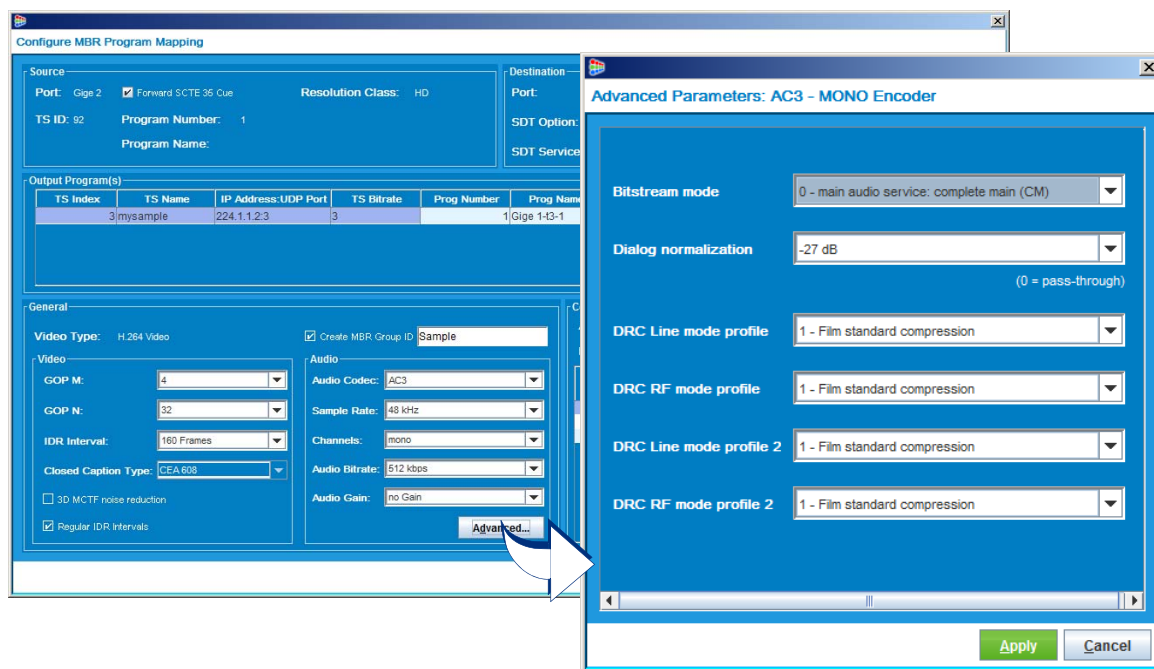 Configure MBR Program Mapping
Source
Port: Gige 2 Forward SCTE 35 Cue Resolution Class: HD
TS ID: 92 Program Number: 1
Program Name:
Destination
Port:
SDT Option:
SDT Service
Output Program(s)
TS Index TS Name IP Address:UDP Port TS Bitrate Prog Number Prog Name
3 mysample 224.1.1.2:3 3 1 Gige 1-t3-1
General
Video Type: H.264 Video Create MBR Group ID Sample
Video
GOP M: 4
GOP N: 32
IDR Interval: 160 Frames
Closed Caption Type: CEA 608
3D MCTF noise reduction
Regular IDR Intervals
Audio
Audio Codec: AC3
Sample Rate: 48 kHz
Channels: mono
Audio Bitrate: 512 kbps
Audio Gain: no Gain
Advanced...
Advanced Parameters: AC3 - MONO Encoder
Bitstream mode 0 - main audio service: complete main (CM)
Dialog normalization -27 dB
(0 = pass-through)
DRC Line mode profile 1 - Film standard compression
DRC RF mode profile 1 - Film standard compression
DRC Line mode profile 2 1 - Film standard compression
DRC RF mode profile 2 1 - Film standard compression
Apply Cancel